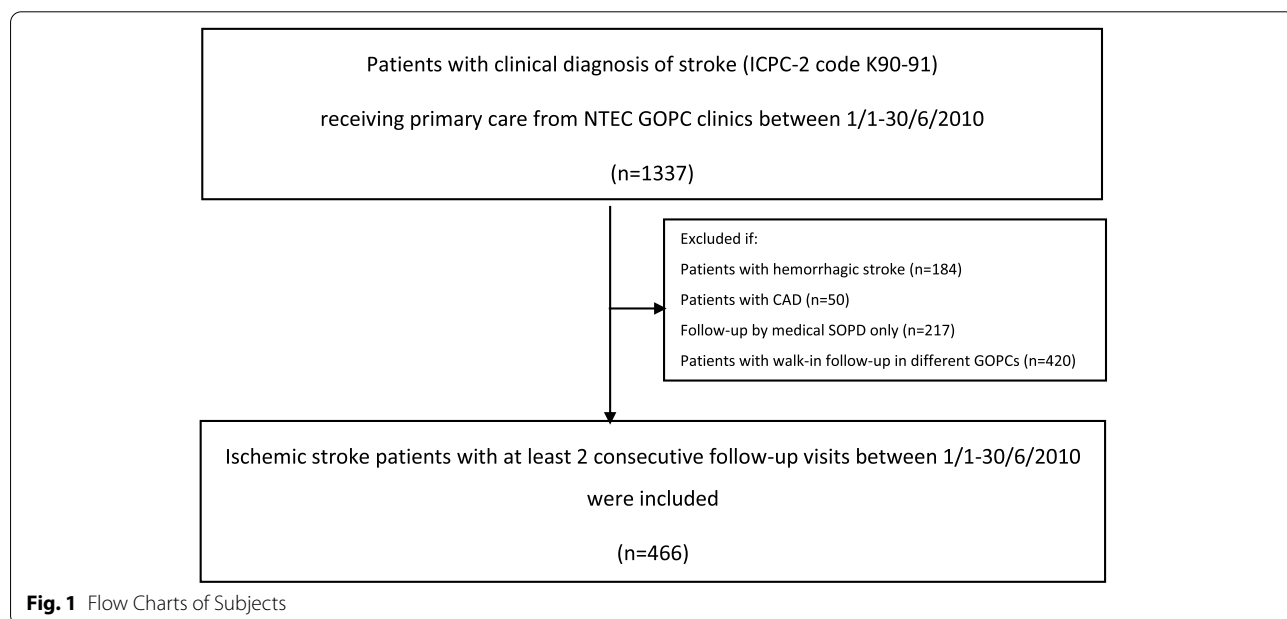 Patients with clinical diagnosis of stroke (ICPC-2 code K90-91)
receiving primary care from NTEC GOPC clinics between 1/1-30/6/2010
(n=1337)
Excluded if:
Patients with hemorrhagic stroke (n=184)
Patients with CAD (n=50)
Follow-up by medical SOPD only (n=217)
Patients with walk-in follow-up in different GOPCs (n=420)
Ischemic stroke patients with at least 2 consecutive follow-up visits between 1/1-30/6/2010
were included
(n=466)
Fig. 1 Flow Charts of Subjects